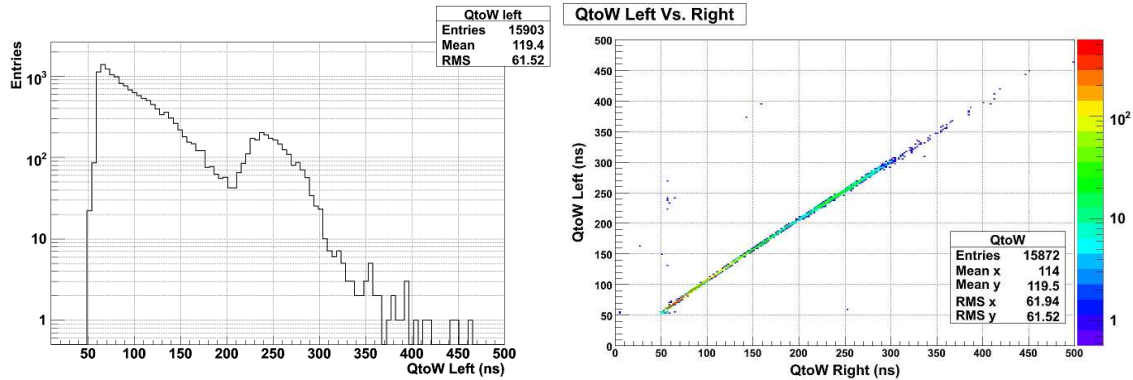 QtoW left
Entries 15903
Mean 119.4
RMS 61.52
Entries
10³
10²
10
1
50 100 150 200 250 300 350 400 450 500
QtoW Left (ns)
QtoW Left Vs. Right
500
450
400
350
300
250
200
150
100
50
0
QtoW Left (ns)
0 50 100 150 200 250 300 350 400 450 500
QtoW Right (ns)
QtoW
Entries 15872
Mean x 114
Mean y 119.5
RMS x 61.94
RMS y 61.52
10²
10
1